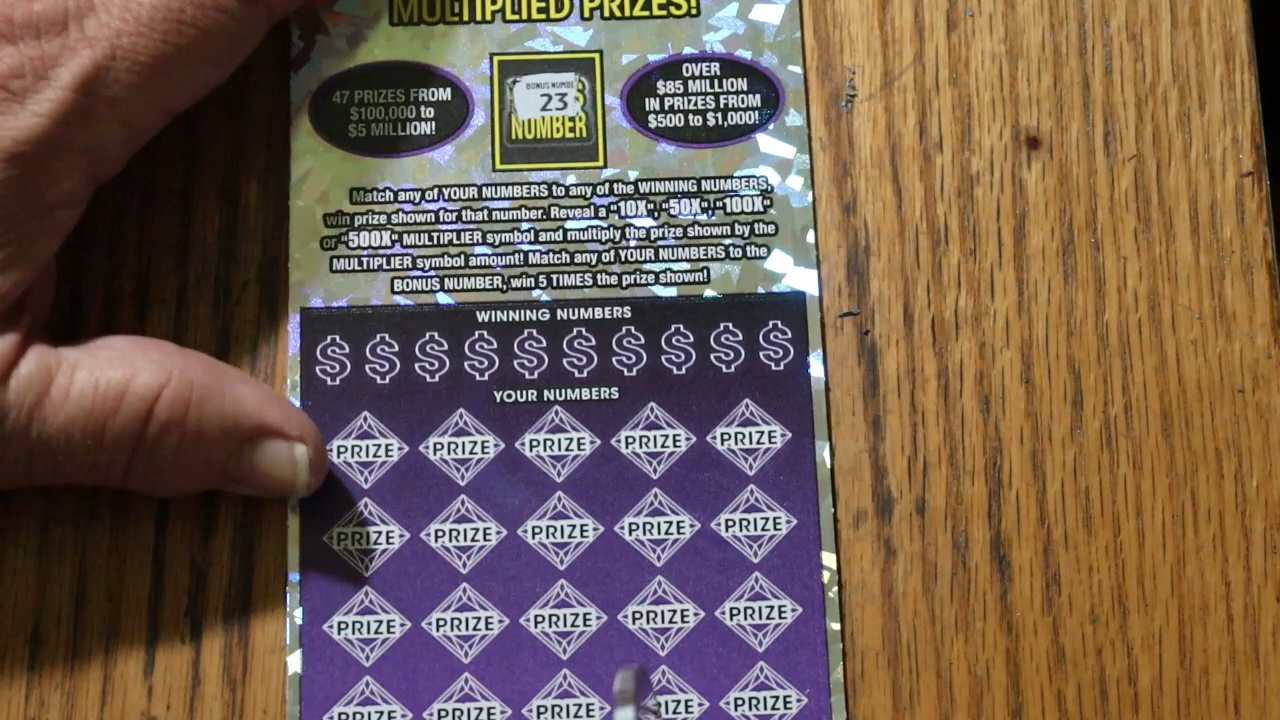 MULTIPLIED PRIZES!
47 PRIZES FROM
$100,000 to
$5 MILLION!
BONUS NUMBE
23
NUMBER
OVER
$85 MILLION
IN PRIZES FROM
$500 to $1,000!
Match any of YOUR NUMBERS to any of the WINNING NUMBERS,
win prize shown for that number. Reveal a "10X", "50X", "100X"
or "500X" MULTIPLIER symbol and multiply the prize shown by the
MULTIPLIER symbol amount! Match any of YOUR NUMBERS to the
BONUS NUMBER, win 5 TIMES the prize shown!
WINNING NUMBERS
$ $ $ $ $ $ $ $ $ $
YOUR NUMBERS
PRIZE PRIZE PRIZE PRIZE PRIZE
PRIZE PRIZE PRIZE PRIZE PRIZE
PRIZE PRIZE PRIZE PRIZE PRIZE
PRIZE PRIZE PRIZE IZE PRIZE